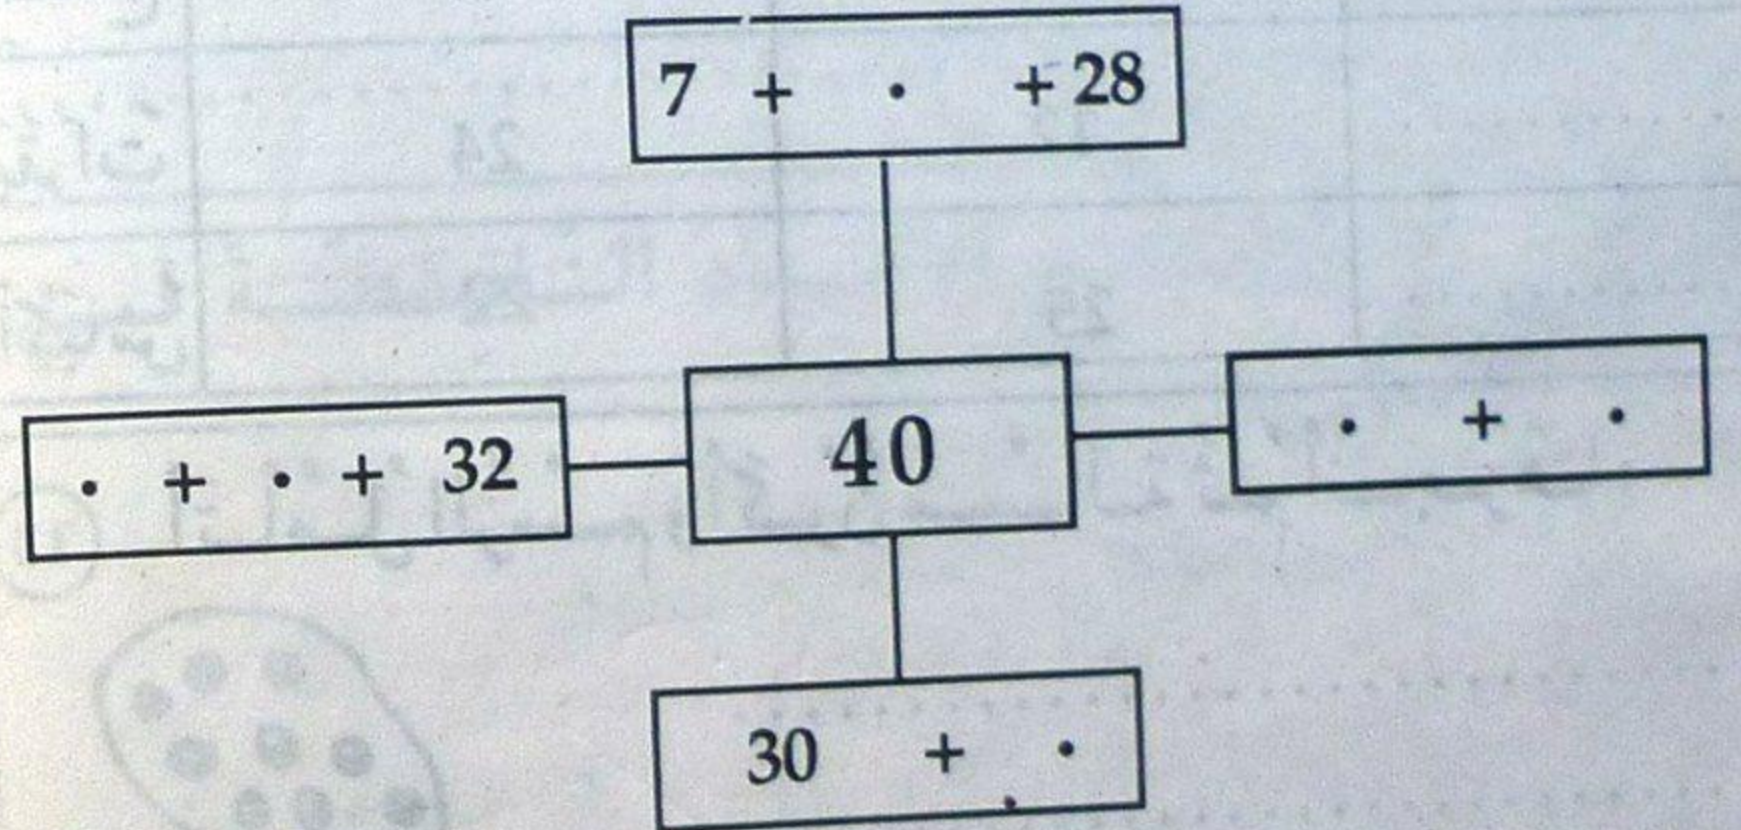 7 + . + 28
. + . + 32
40
. + .
30 + .